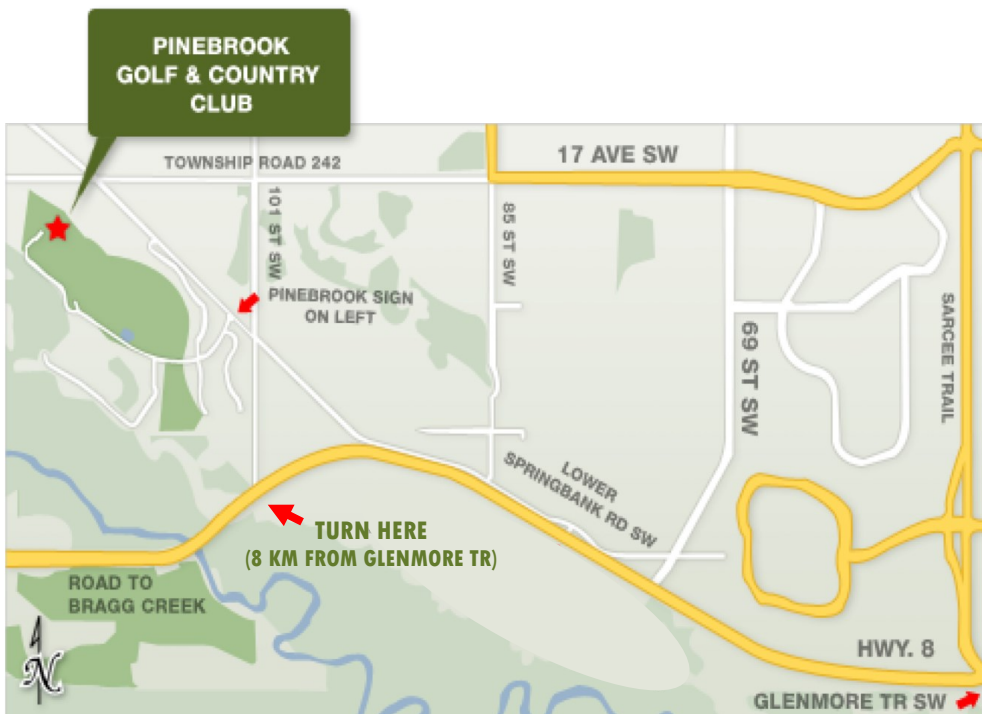 PINEBROOK
GOLF & COUNTRY
CLUB
TOWNSHIP ROAD 242
17 AVE SW
101 ST SW
85 ST SW
PINEBROOK SIGN
ON LEFT
69 ST SW
SARCEE TRAIL
LOWER
SPRINGBANK RD SW
TURN HERE
(8 KM FROM GLENMORE TR)
ROAD TO
BRAGG CREEK
N
HWY. 8
GLENMORE TR SW